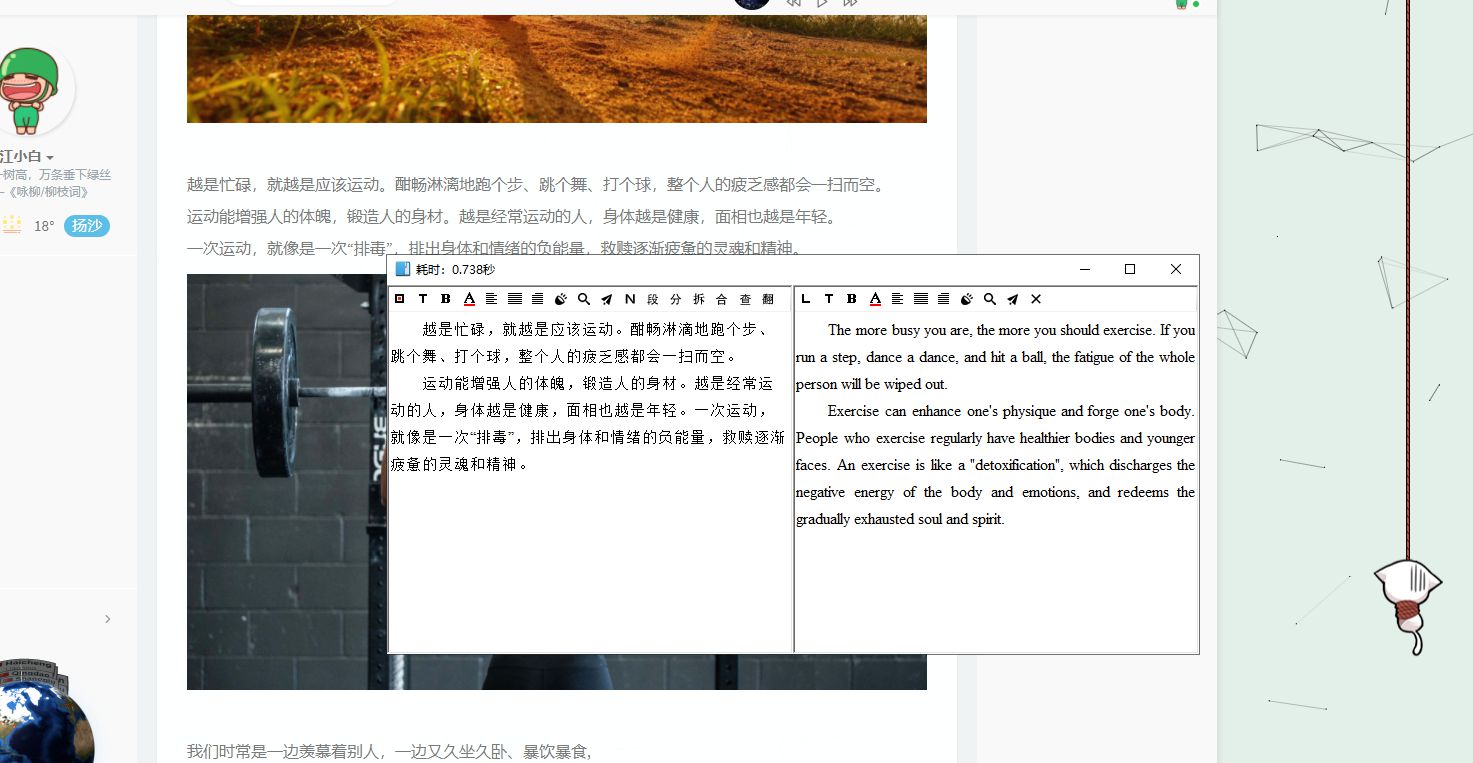 江小白
树高，万条垂下绿丝
《咏柳/柳枝词》
18°
扬沙
越是忙碌，就越是应该运动。酣畅淋漓地跑个步、跳个舞、打个球，整个人的疲乏感都会一扫而空。
运动能增强人的体魄，锻造人的身材。越是经常运动的人，身体越是健康，面相也越是年轻。
一次运动，就像是一次“排毒”，排出身体和情绪的负能量，救赎逐渐疲惫的灵魂和精神。
耗时：0.738秒
T B A N 段 分 拆 合 查 翻
越是忙碌，就越是应该运动。酣畅淋滴地跑个步、
跳个舞、打个球，整个人的疲乏感都会一扫而空。
运动能增强人的体魄，锻造人的身材。越是经常运
动的人，身体越是健康，面相也越是年轻。一次运动，
就像是一次“排毒”，排出身体和情绪的负能量，救赎逐渐
疲惫的灵魂和精神。
L T B A
The more busy you are, the more you should exercise. If you
run a step, dance a dance, and hit a ball, the fatigue of the whole
person will be wiped out.
Exercise can enhance one's physique and forge one's body.
People who exercise regularly have healthier bodies and younger
faces. An exercise is like a "detoxification", which discharges the
negative energy of the body and emotions, and redeems the
gradually exhausted soul and spirit.
Haicheng
Qingdao
我们时常是一边羡慕着别人，一边又久坐久卧、暴饮暴食，